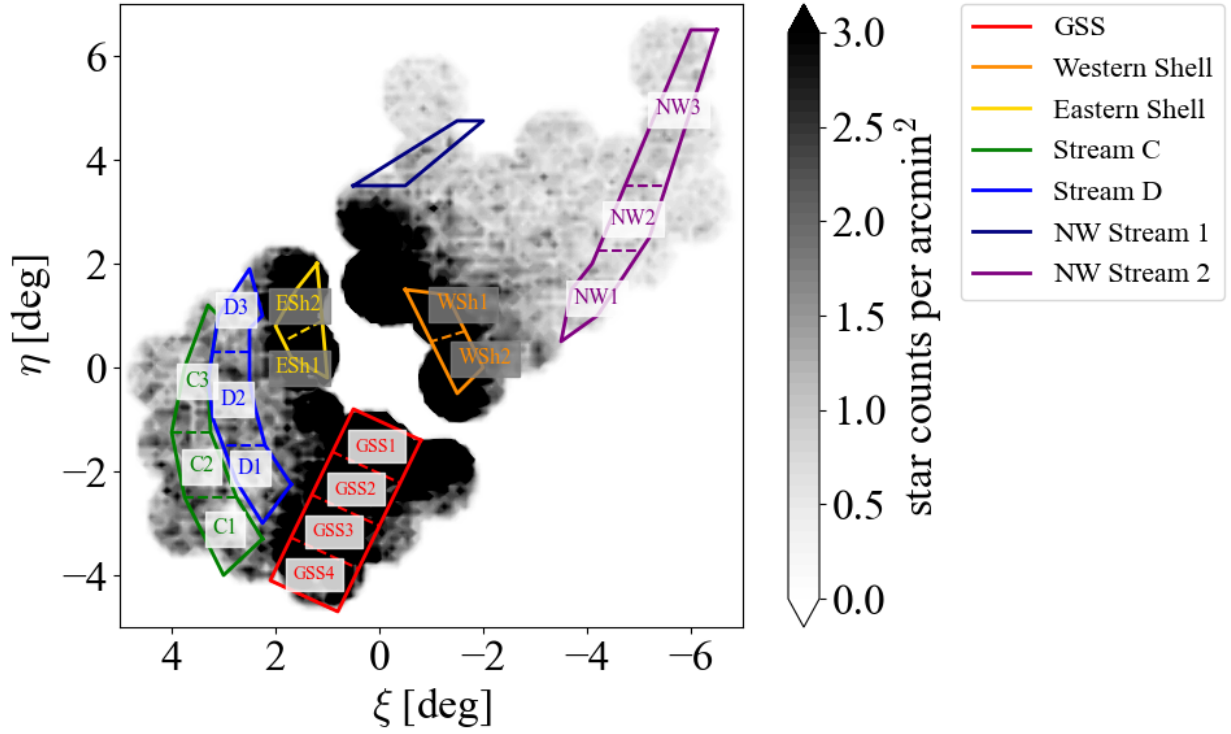 6
4
2
0
−2
−4
η [deg]
4
2
0
−2
−4
−6
ξ [deg]
NW3
NW2
NW1
D3
ESh2
WSh1
ESh1
WSh2
C3
D2
GSS1
C2
D1
GSS2
C1
GSS3
GSS4
3.0
2.5
2.0
1.5
1.0
0.5
0.0
star counts per arcmin²
GSS
Western Shell
Eastern Shell
Stream C
Stream D
NW Stream 1
NW Stream 2